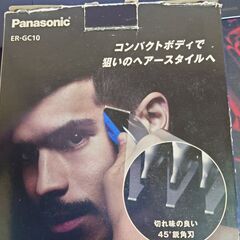 Panasonic
ER-GC10
コンパクトボディで
狙いのヘアースタイルへ
切れ味の良い
45°鋭角刃